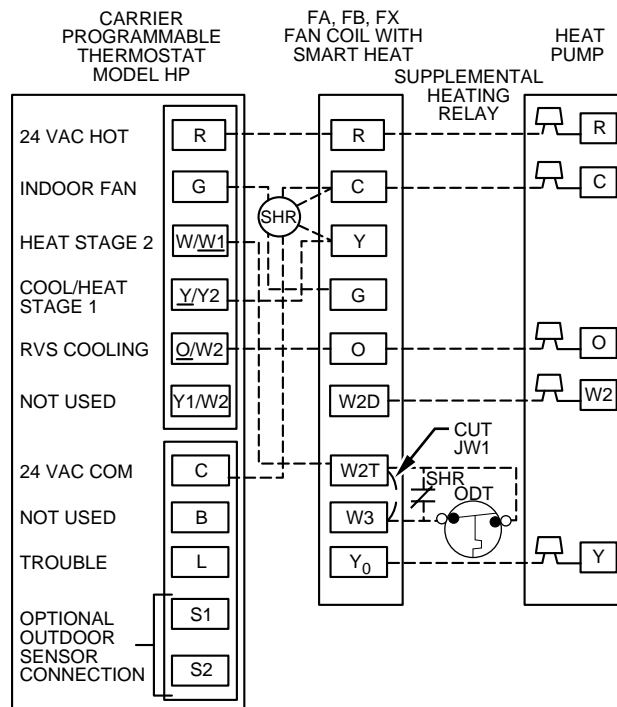 CARRIER
PROGRAMMABLE
THERMOSTAT
MODEL HP
FA, FB, FX
FAN COIL WITH
SMART HEAT
SUPPLEMENTAL
HEATING
RELAY
HEAT
PUMP
24 VAC HOT
R
R
R
INDOOR FAN
G
C
C
SHR
HEAT STAGE 2
W/W1
Y
COOL/HEAT
STAGE 1
Y/Y2
G
RVS COOLING
O/W2
O
O
NOT USED
Y1/W2
W2D
W2
CUT
JW1
24 VAC COM
C
W2T
SHR
ODT
NOT USED
B
W3
TROUBLE
L
Y0
Y
OPTIONAL
OUTDOOR
SENSOR
CONNECTION
S1
S2